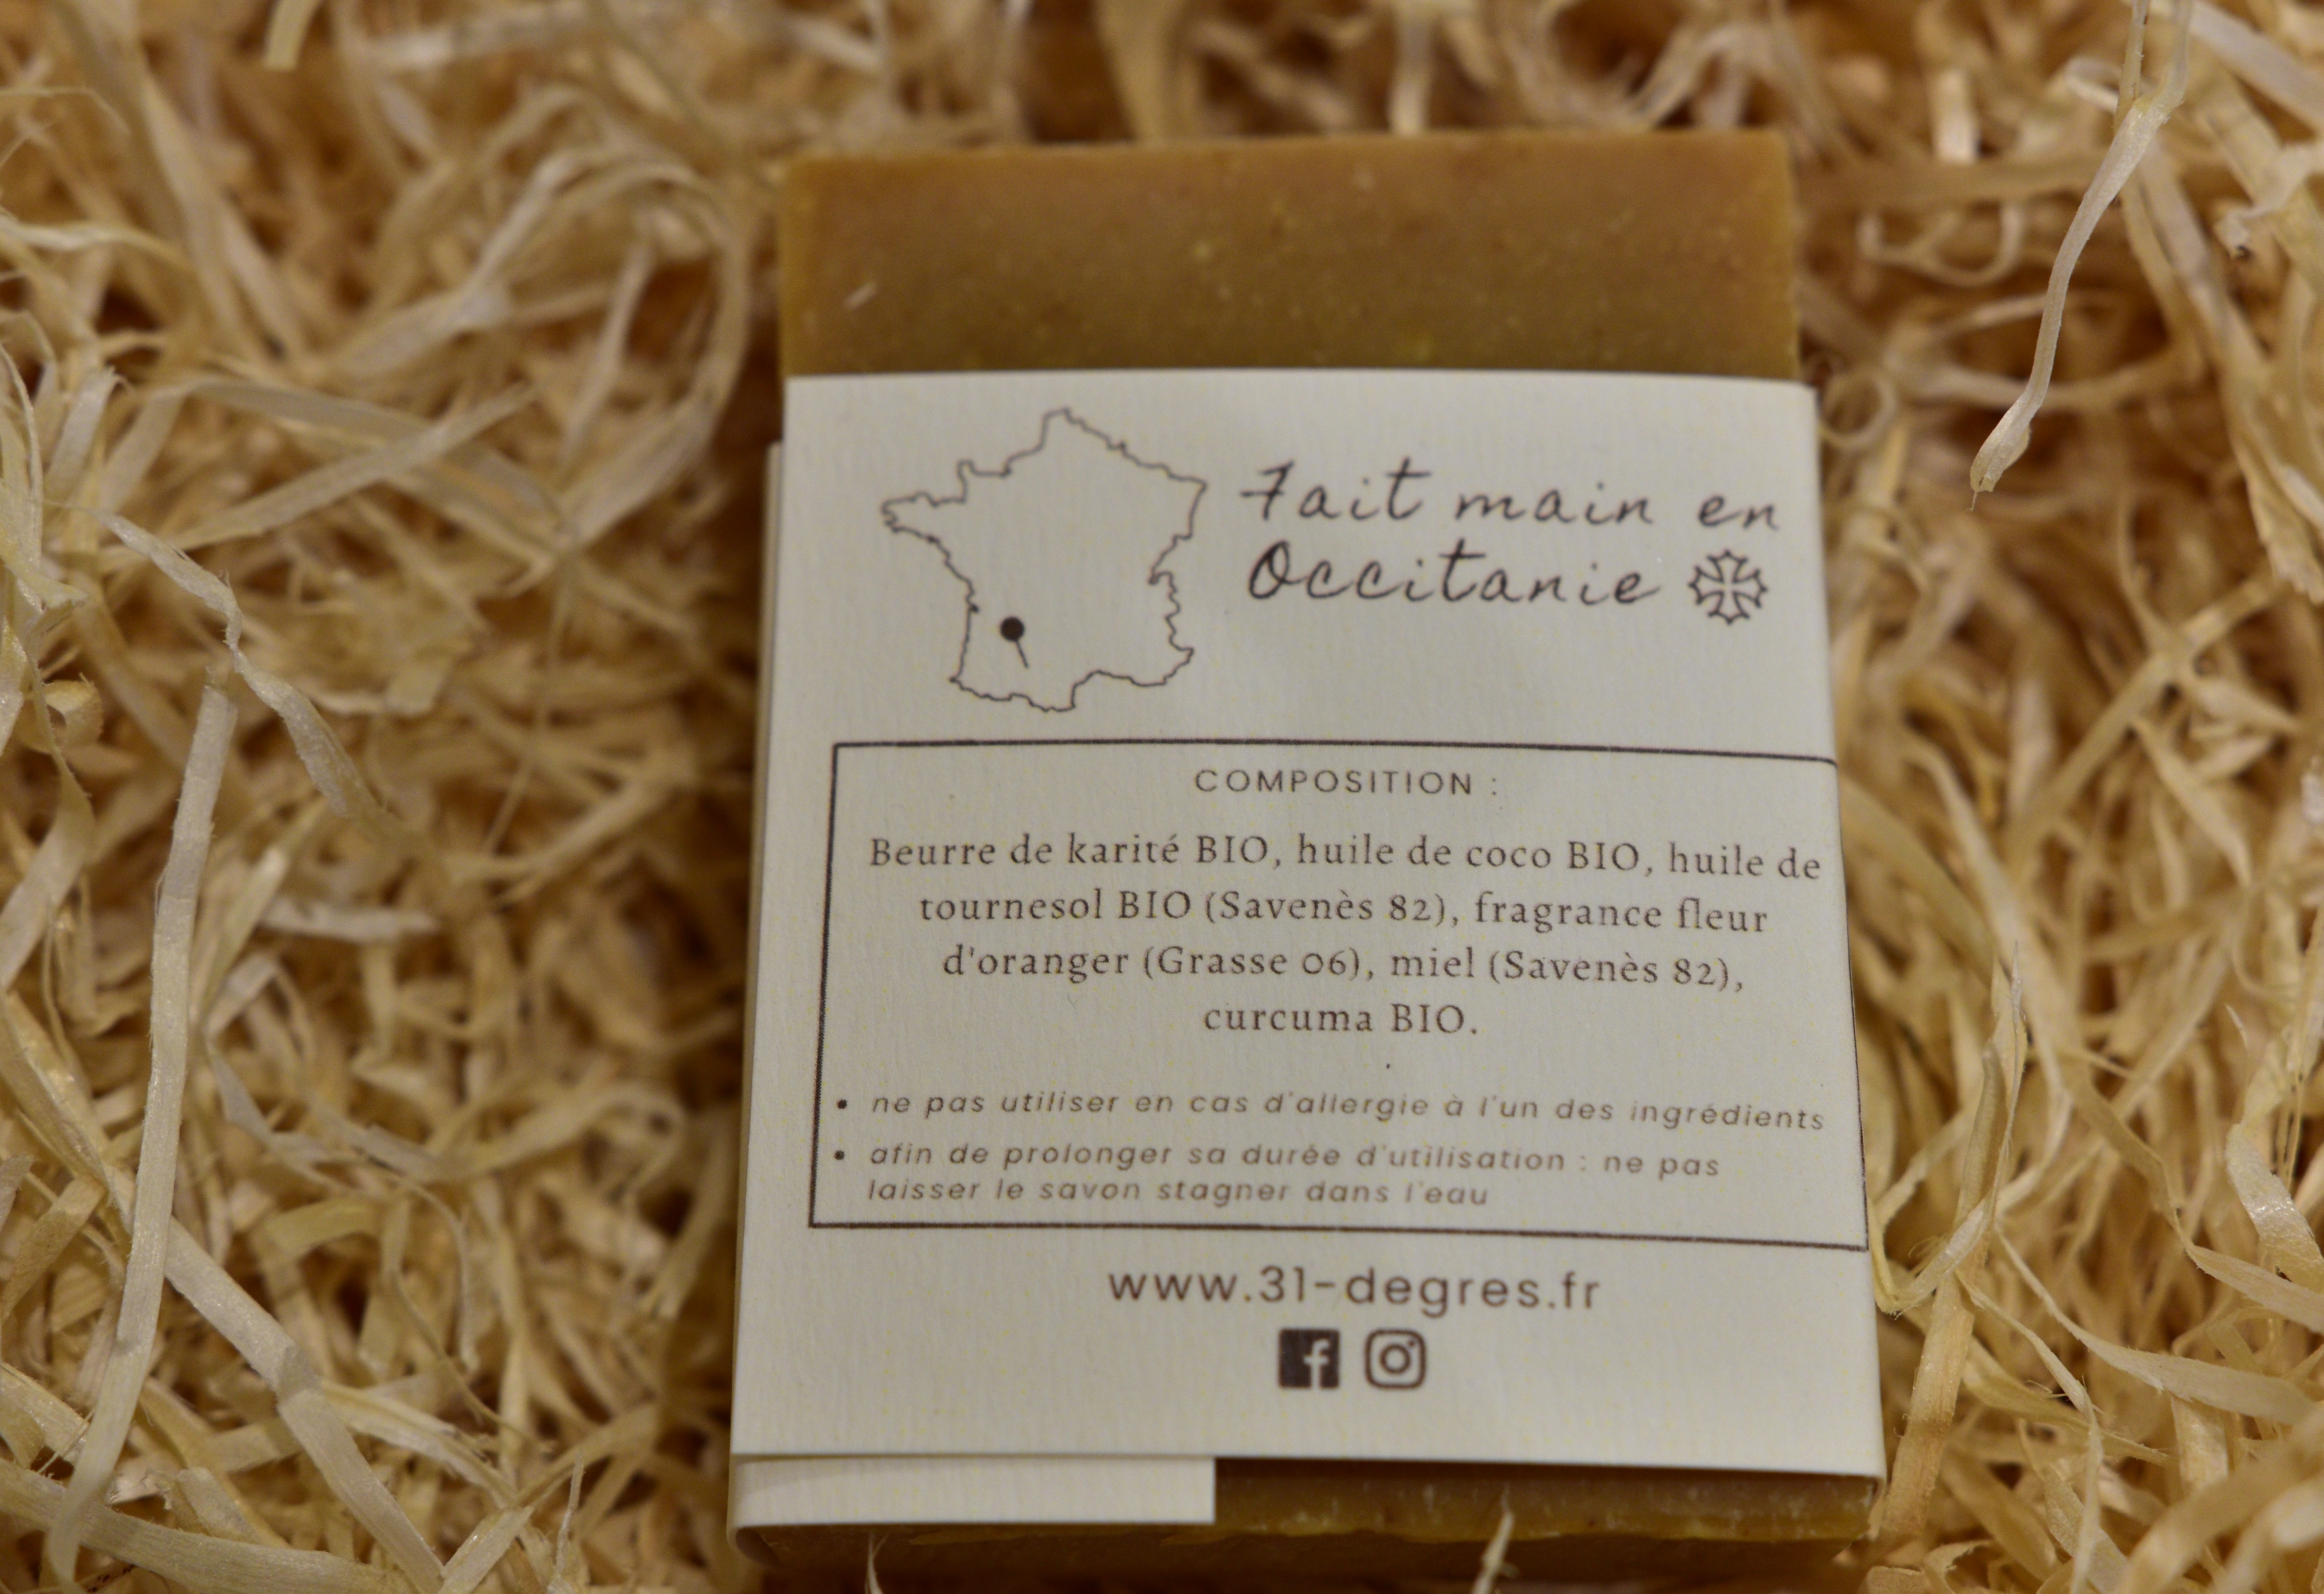 Fait main en
Occitanie
COMPOSITION :
Beurre de karité BIO, huile de coco BIO, huile de
tournesol BIO (Savenès 82), fragrance fleur
d'oranger (Grasse 06), miel (Savenès 82),
curcuma BIO.
• ne pas utiliser en cas d'allergie à l'un des ingrédients
• afin de prolonger sa durée d'utilisation : ne pas
laisser le savon stagner dans l'eau
www.31-degres.fr